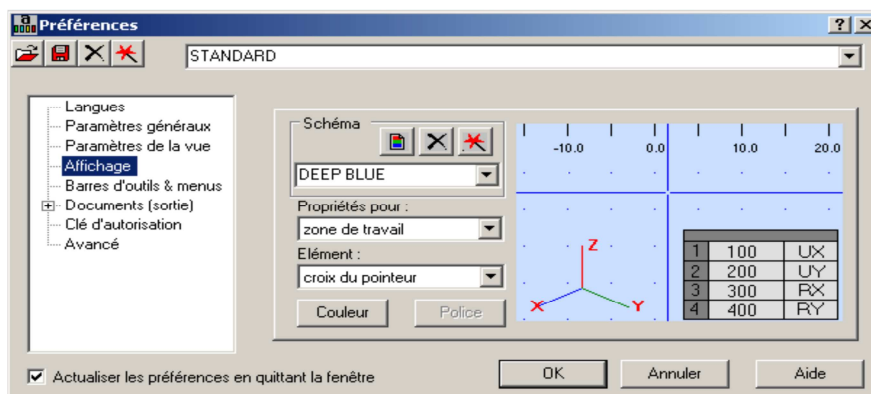 Préférences
STANDARD
Langues
Paramètres généraux
Paramètres de la vue
Affichage
Barres d'outils & menus
Documents (sortie)
Clé d'autorisation
Avancé
Schéma
DEEP BLUE
Propriétés pour :
zone de travail
Elément :
croix du pointeur
Couleur Police
-10.0 0.0 10.0 20.0
Z
X Y
1 100 UX
2 200 UY
3 300 RX
4 400 RY
Actualiser les préférences en quittant la fenêtre
OK Annuler Aide